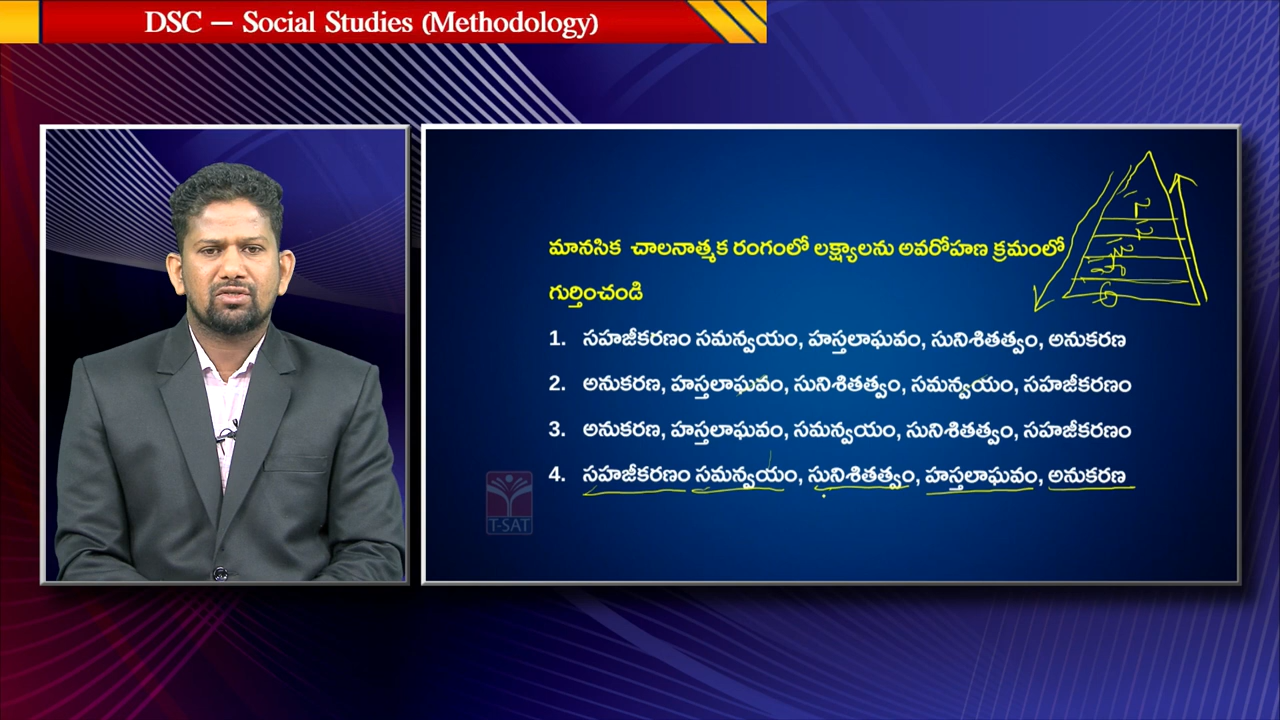 DSC – Social Studies (Methodology)
మానసిక చాలనాత్మక రంగంలో లక్ష్యాలను అవరోహణ క్రమంలో
గుర్తించండి
1. సహజీకరణం సమన్వయం, హస్తలాఘవం, సునిశితత్వం, అనుకరణ
2. అనుకరణ, హస్తలాఘవం, సునిశితత్వం, సమన్వయం, సహజీకరణం
3. అనుకరణ, హస్తలాఘవం, సమన్వయం, సునిశితత్వం, సహజీకరణం
4. సహజీకరణం సమన్వయం, సునిశితత్వం, హస్తలాఘవం, అనుకరణ
T-SAT